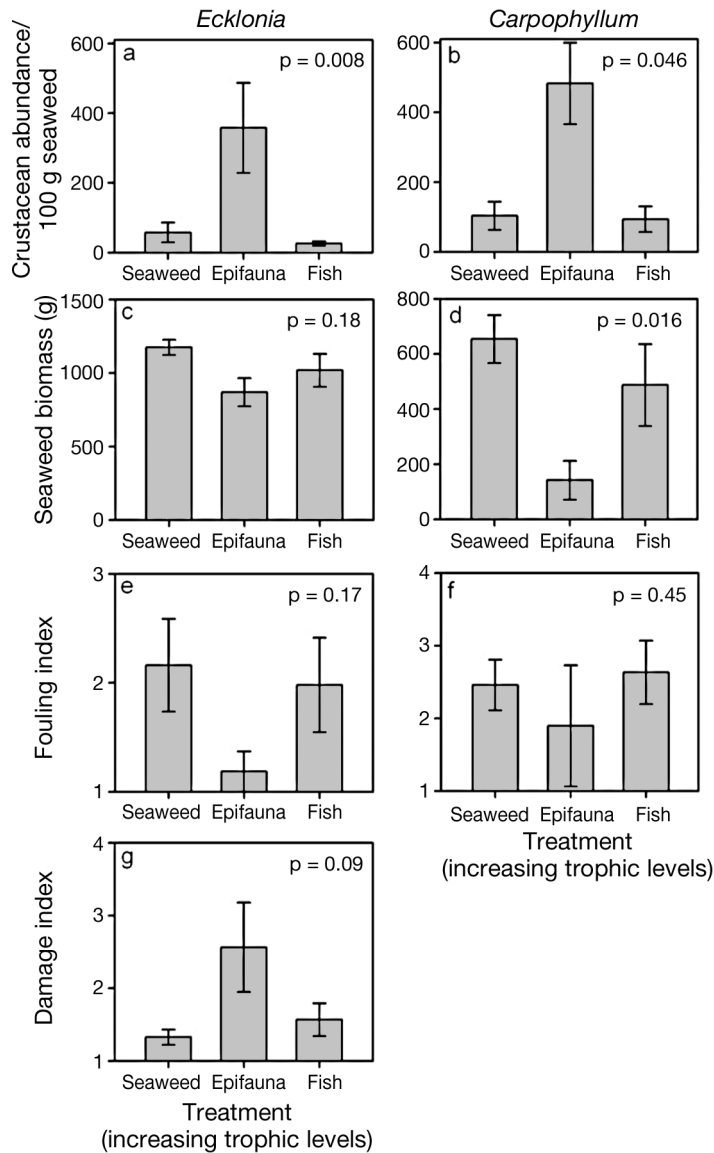 Ecklonia
Carpophyllum
Crustacean abundance/
100 g seaweed
a
p = 0.008
600
400
200
0
Seaweed Epifauna Fish
b
p = 0.046
600
400
200
0
Seaweed Epifauna Fish
Seaweed biomass (g)
c
p = 0.18
1500
1000
500
0
Seaweed Epifauna Fish
d
p = 0.016
800
600
400
200
0
Seaweed Epifauna Fish
Fouling index
e
p = 0.17
3
2
1
Seaweed Epifauna Fish
f
p = 0.45
4
3
2
1
Seaweed Epifauna Fish
Treatment
(increasing trophic levels)
Damage index
g
p = 0.09
4
3
2
1
Seaweed Epifauna Fish
Treatment
(increasing trophic levels)